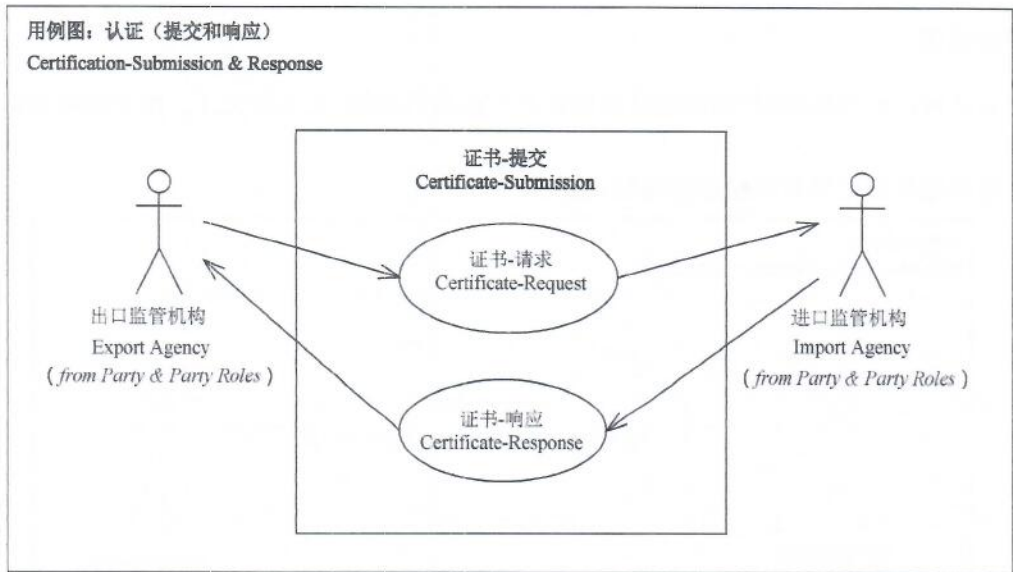 用例图：认证（提交和响应）
Certification-Submission & Response
证书-提交
Certificate-Submission
证书-请求
Certificate-Request
出口监管机构
Export Agency
( from Party & Party Roles )
进口监管机构
Import Agency
( from Party & Party Roles )
证书-响应
Certificate-Response